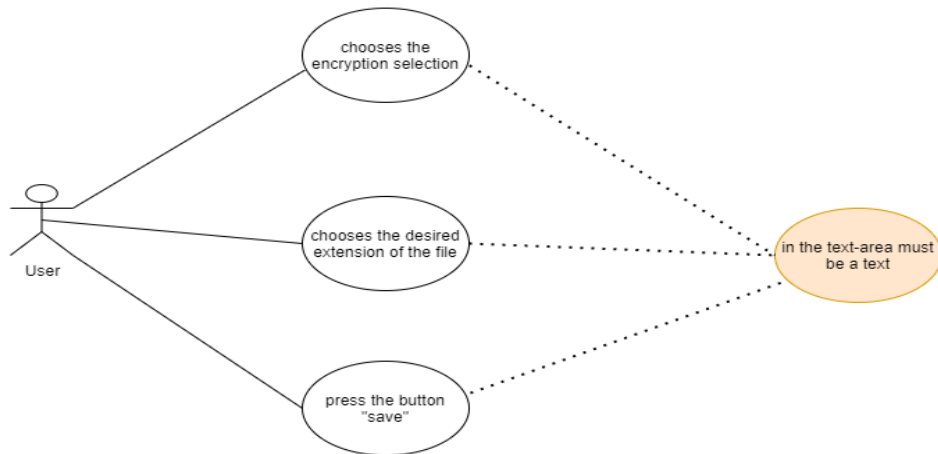 chooses the
encryption selection
User
chooses the desired
extension of the file
in the text-area must
be a text
press the button
"save"